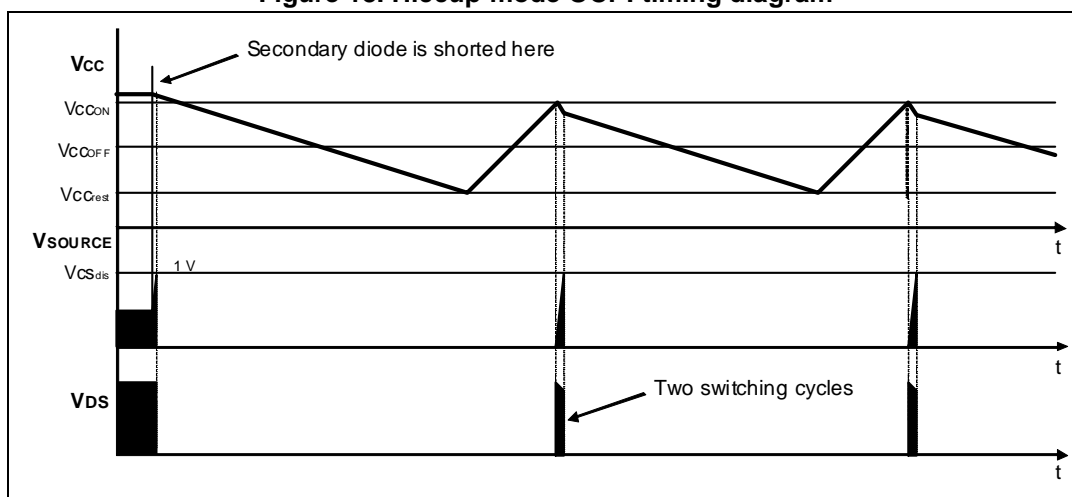 Figure Hiccup mode OCP: timing diagram
Secondary diode is shorted here
VCC
VCCON
VCCOFF
VCCrest
t
VSOURCE
VCSdis
1 V
t
VDS
Two switching cycles
t